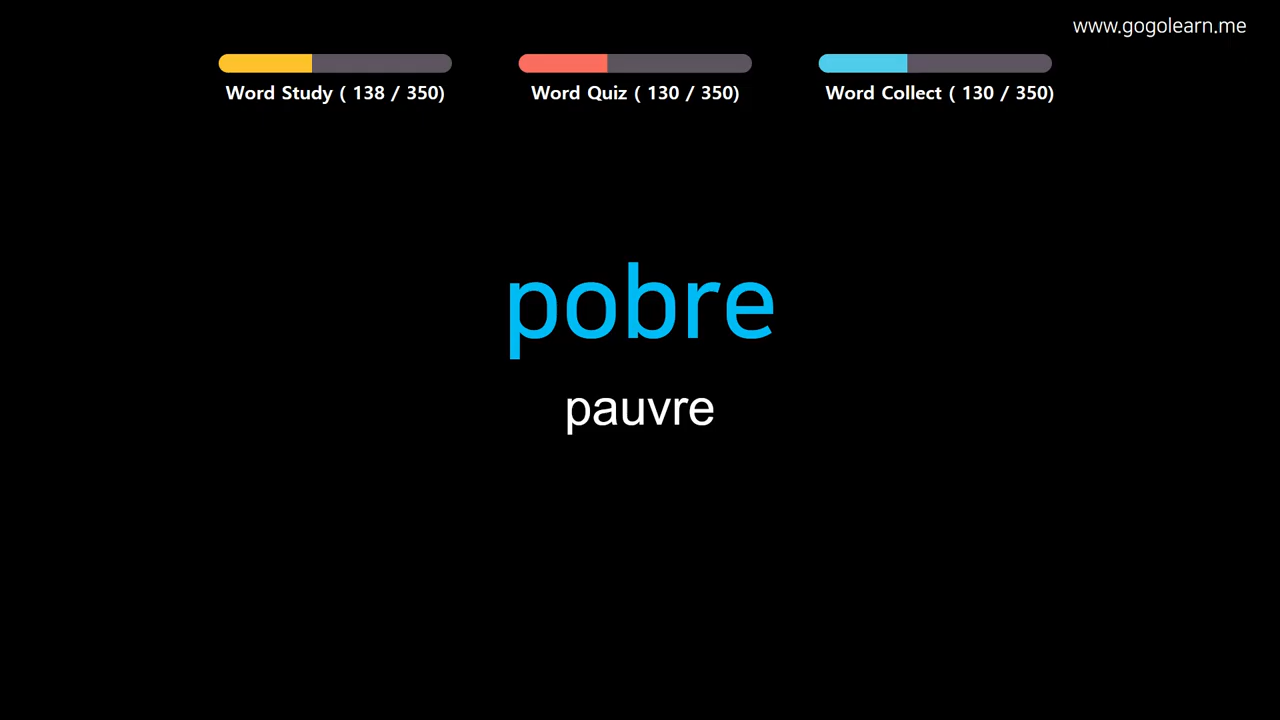 www.gogolearn.me
Word Study ( 138 / 350)
Word Quiz ( 130 / 350)
Word Collect ( 130 / 350)
pobre
pauvre